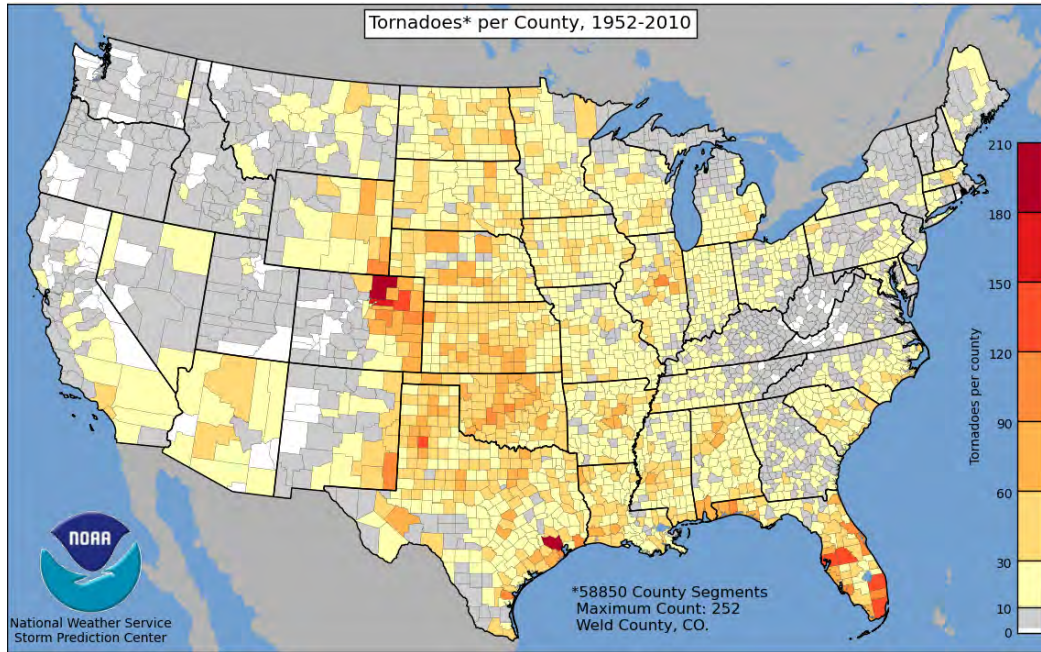 Tornadoes* per County, 1952-2010
210
180
150
120
90
60
30
10
0
Tornadoes per county
NOAA
National Weather Service
Storm Prediction Center
*58850 County Segments
Maximum Count: 252
Weld County, CO.